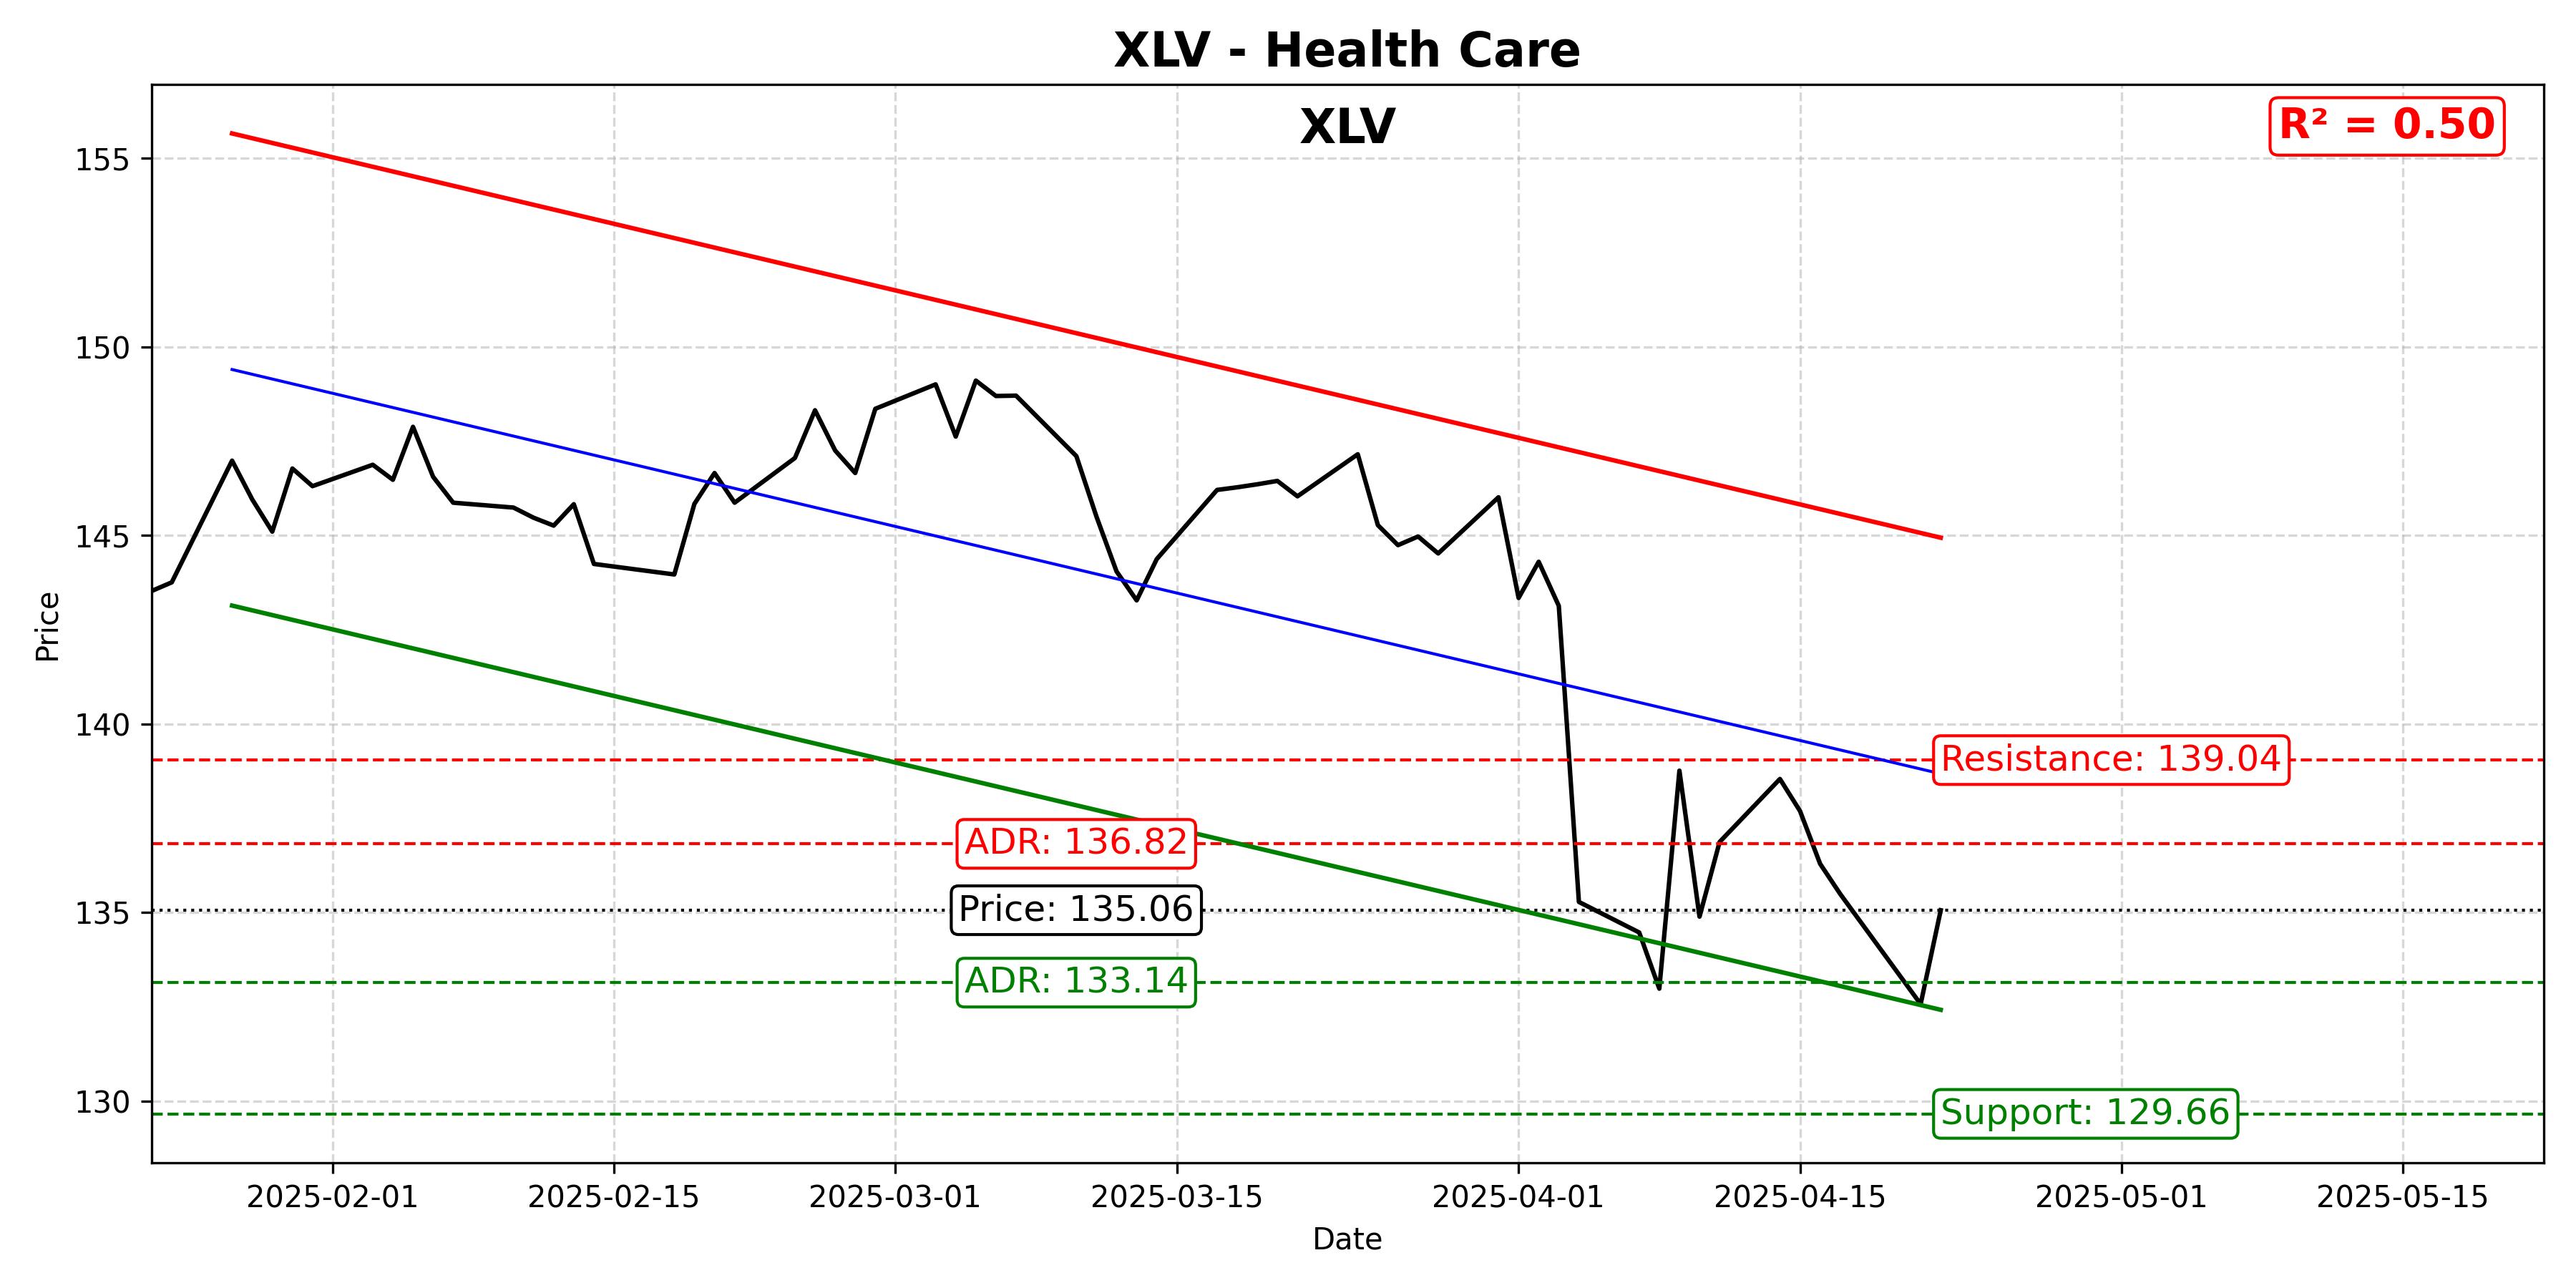 XLV - Health Care
XLV
R² = 0.50
155
150
145
140
135
130
Price
Resistance: 139.04
ADR: 136.82
Price: 135.06
ADR: 133.14
Support: 129.66
2025-02-01
2025-02-15
2025-03-01
2025-03-15
2025-04-01
2025-04-15
2025-05-01
2025-05-15
Date